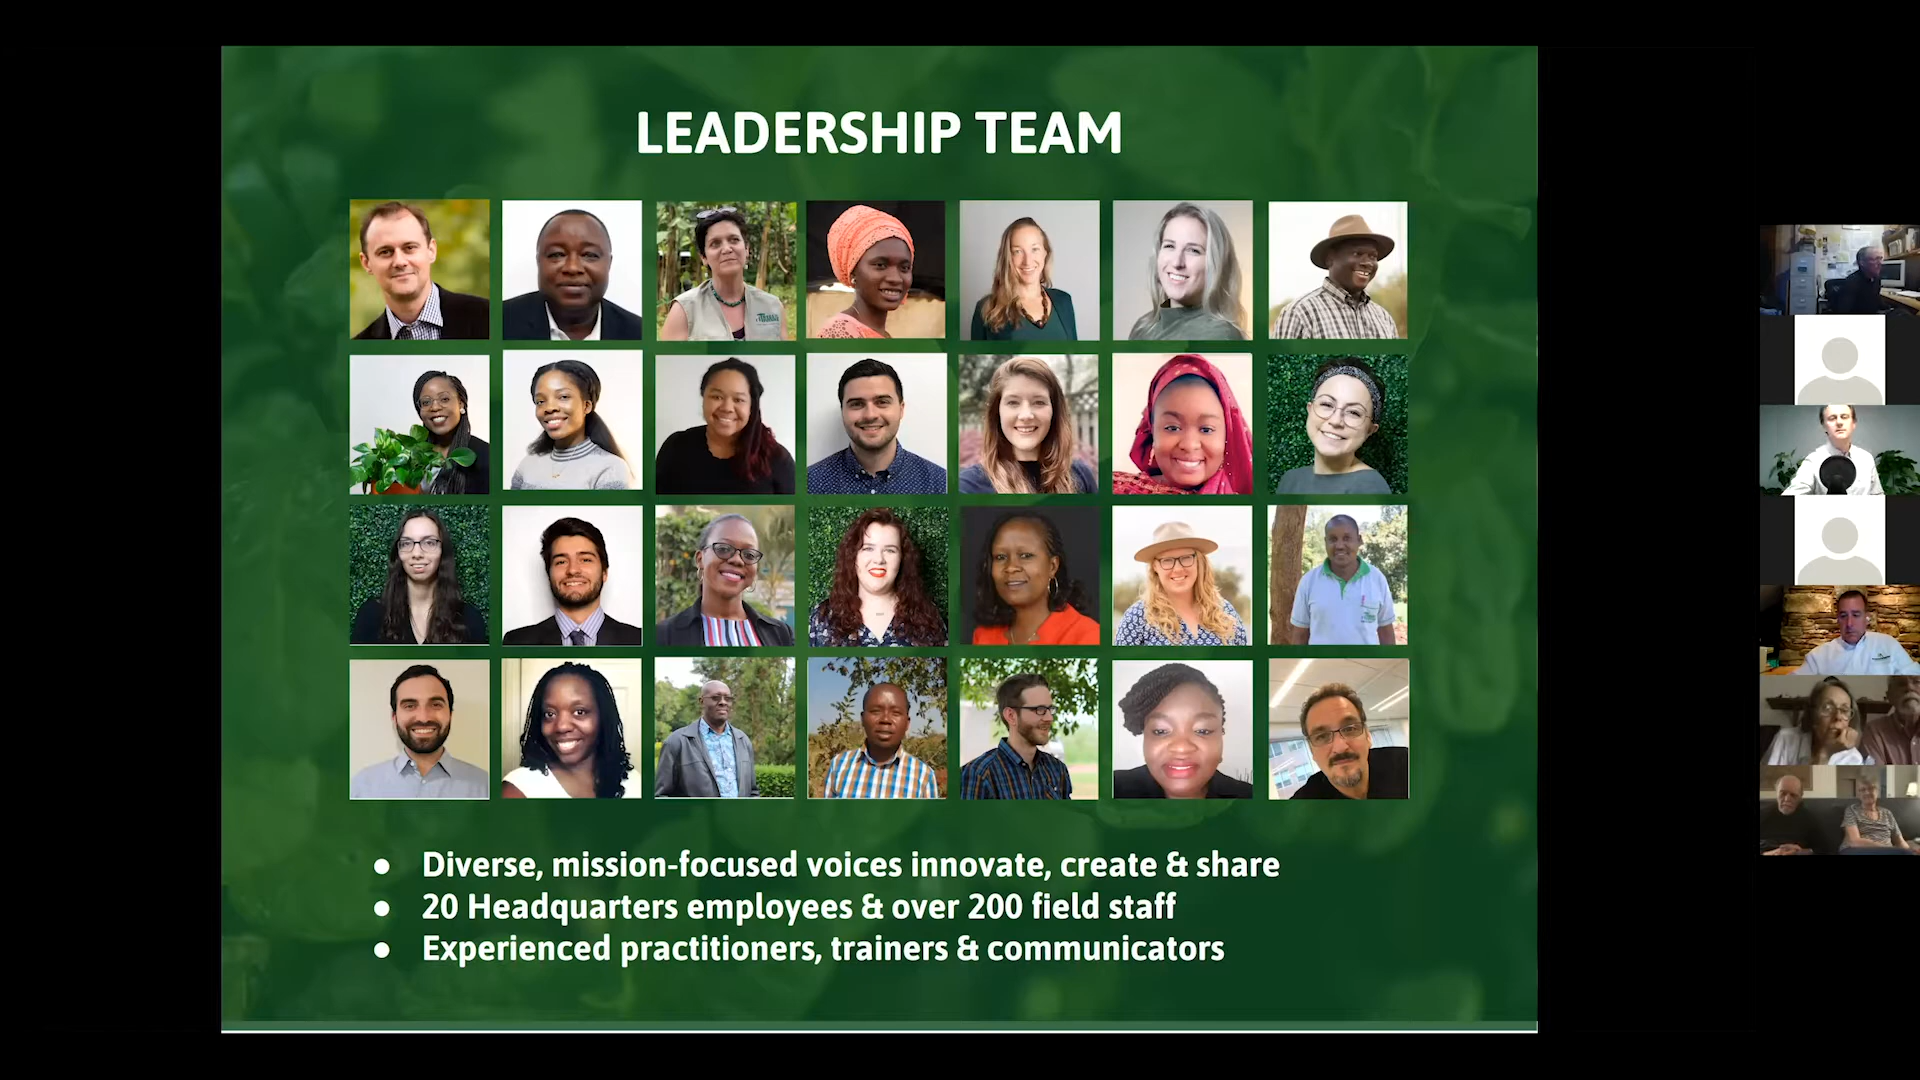 LEADERSHIP TEAM
● Diverse, mission-focused voices innovate, create & share
● 20 Headquarters employees & over 200 field staff
● Experienced practitioners, trainers & communicators